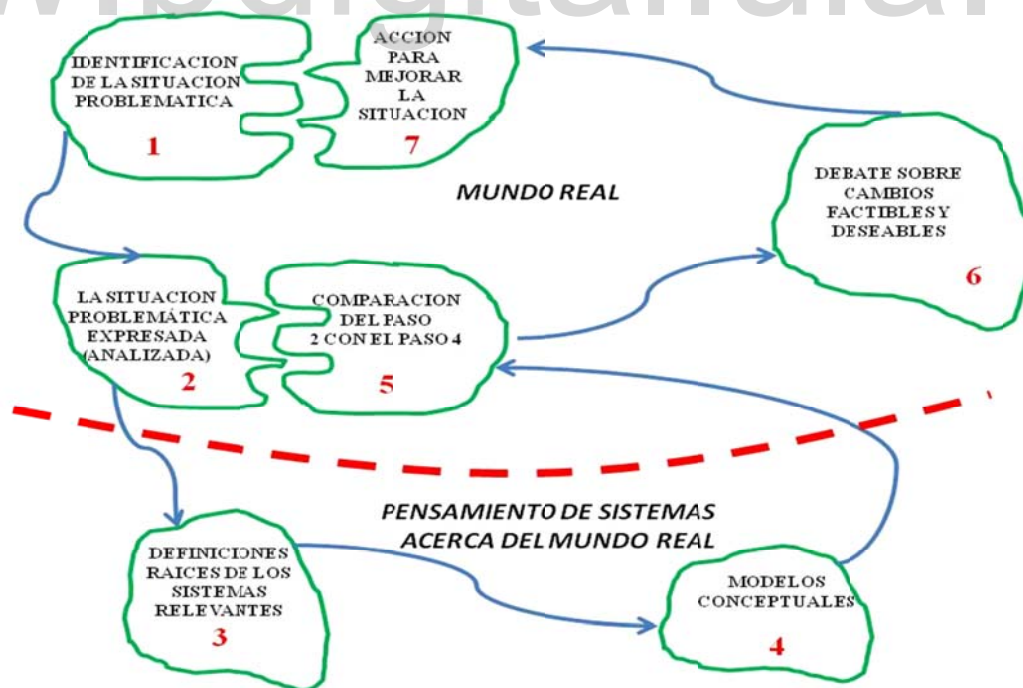 IDENTIFICACION
DE LA SITUACION
PROBLEMATICA
1
ACCION
PARA
MEJORAR
LA
SITUACION
7
MUNDO REAL
DEBATE SOBRE
CAMBIOS
FACTIBLES Y
DESEABLES
6
LA SITUACION
PROBLEMÁTICA
EXPRESADA
(ANALIZADA)
2
COMPARACION
DEL PASO
2 CON EL PASO 4
5
PENSAMIENTO DE SISTEMAS
ACERCA DEL MUNDO REAL
DEFINICIONES
RAICES DE LOS
SISTEMAS
RELEVANTES
3
MODELOS
CONCEPTUALES
4